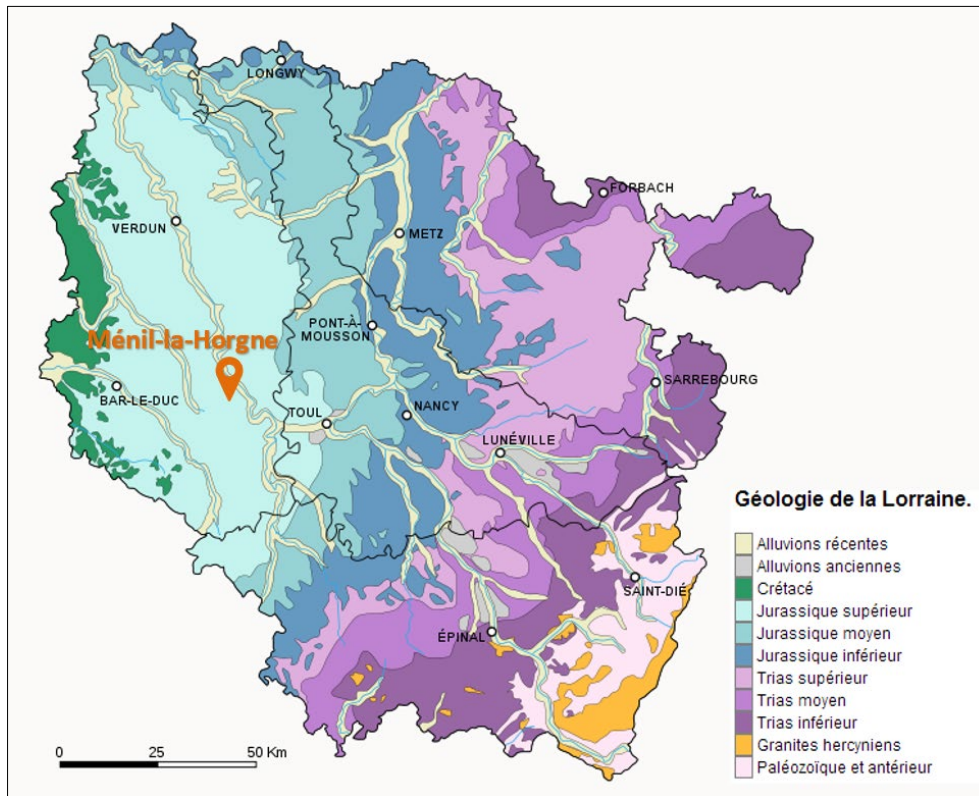 LONGWY
FORBACH
VERDUN
METZ
PONT-À-
MOUSSON
Ménil-la-Horgne
SARREBOURG
BAR-LE-DUC
TOUL
NANCY
LUNÉVILLE
SAINT-DIÉ
ÉPINAL
0 25 50 Km
Géologie de la Lorraine.
Alluvions récentes
Alluvions anciennes
Crétacé
Jurassique supérieur
Jurassique moyen
Jurassique inférieur
Trias supérieur
Trias moyen
Trias inférieur
Granites hercyniens
Paléozoïque et antérieur